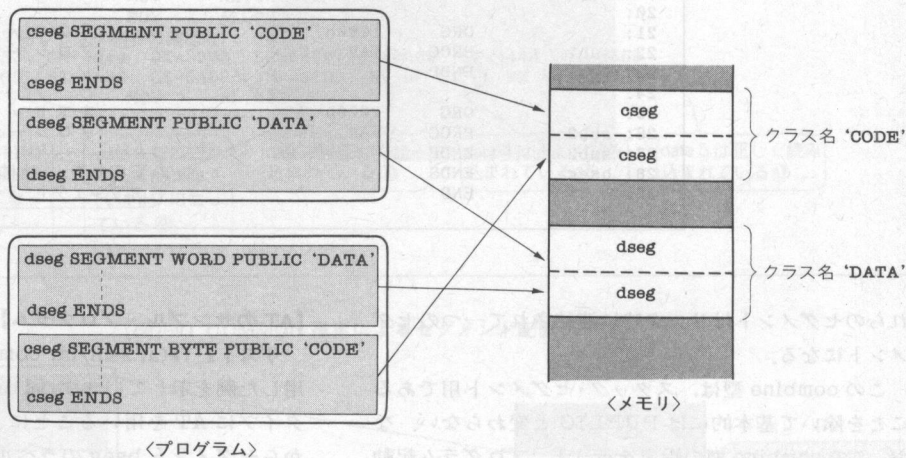 cseg SEGMENT PUBLIC ‘CODE’
cseg ENDS
dseg SEGMENT PUBLIC ‘DATA’
dseg ENDS
dseg SEGMENT WORD PUBLIC ‘DATA’
dseg ENDS
cseg SEGMENT BYTE PUBLIC ‘CODE’
cseg ENDS
〈プログラム〉
cseg
cseg
クラス名 ‘CODE’
dseg
dseg
クラス名 ‘DATA’
〈メモリ〉